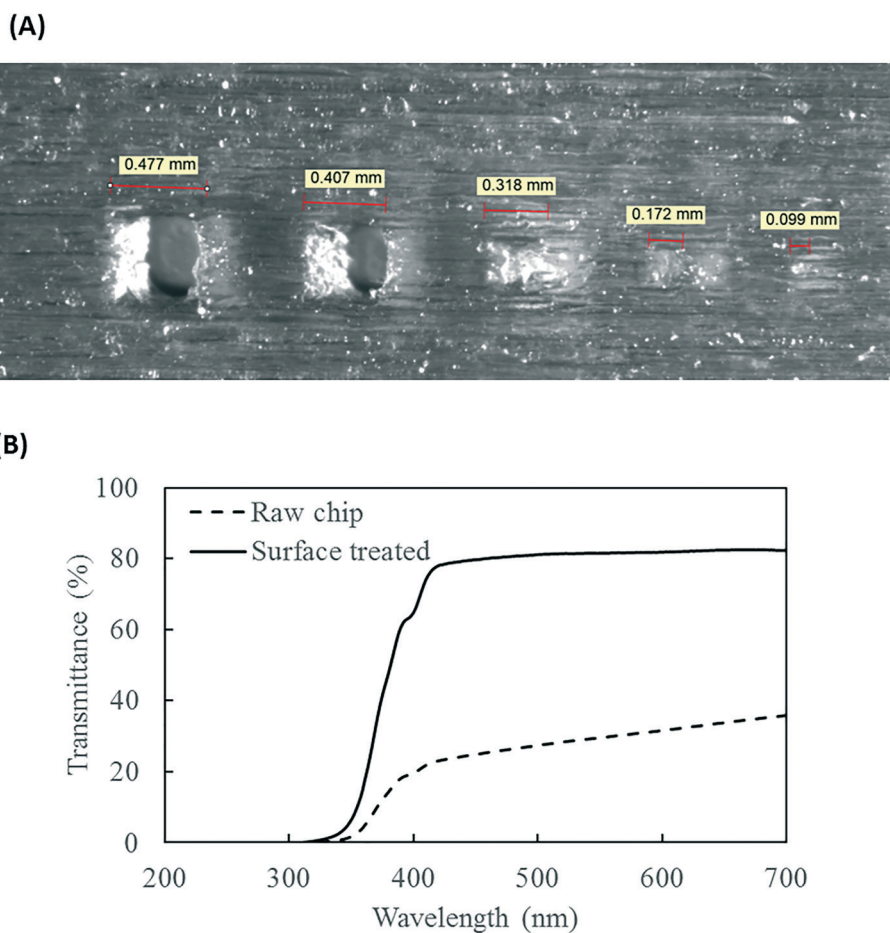 (A)
0.477 mm
0.407 mm
0.318 mm
0.172 mm
0.099 mm
(B)
100
80
60
40
20
0
Transmittance (%)
Raw chip
Surface treated
200 300 400 500 600 700
Wavelength (nm)